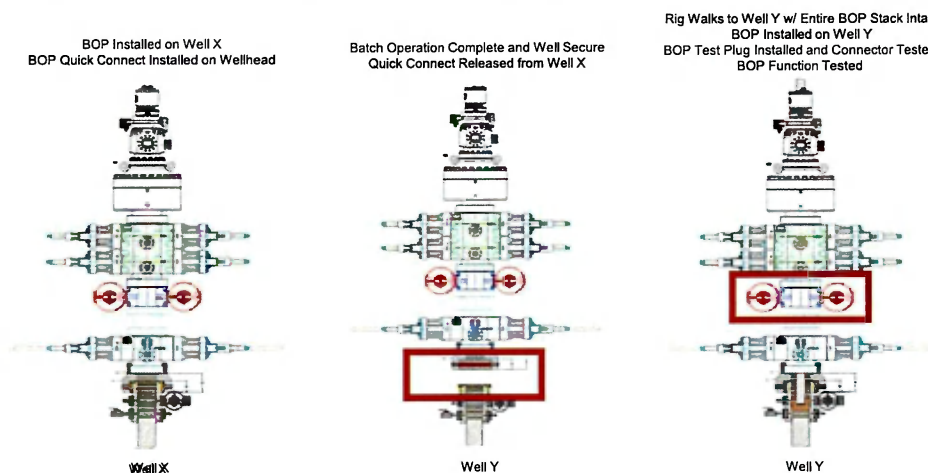 BOP Installed on Well X
BOP Quick Connect Installed on Wellhead
Batch Operation Complete and Well Secure
Quick Connect Released from Well X
Rig Walks to Well Y w/ Entire BOP Stack Inta
BOP Installed on Well Y
BOP Test Plug Installed and Connector Teste
BOP Function Tested
Well X
Well Y
Well Y